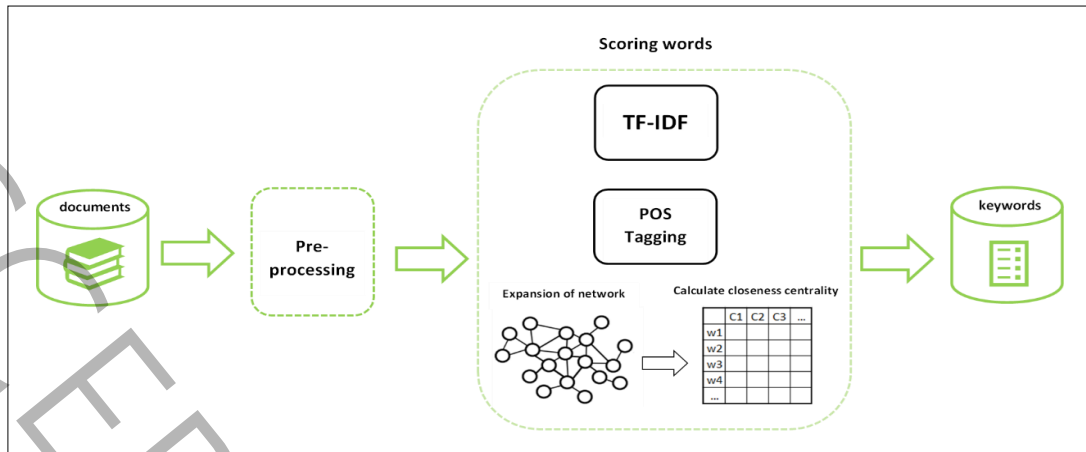 Scoring words
TF-IDF
documents
POS
Tagging
keywords
Pre-
processing
Expansion of network
Calculate closeness centrality
C1 C2 C3 ...
w1
w2
w3
w4
...